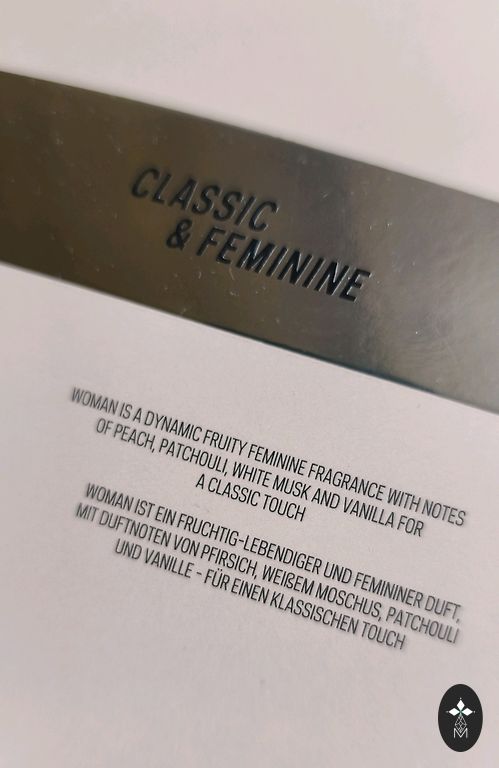 CLASSIC
& FEMININE
WOMAN IS A DYNAMIC FRUITY FEMININE FRAGRANCE WITH NOTES
OF PEACH, PATCHOULI, WHITE MUSK AND VANILLA FOR
A CLASSIC TOUCH
WOMAN IST EIN FRUCHTIG-LEBENDIGER UND FEMININER DUFT,
MIT DUFTNOTEN VON PFIRSICH, WEIßEM MOSCHUS, PATCHOULI
UND VANILLE - FÜR EINEN KLASSISCHEN TOUCH
M